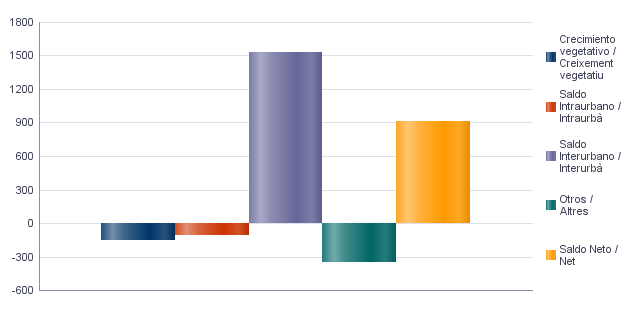 1800
1500
1200
900
600
300
0
-300
-600
Crecimiento
vegetativo /
Creixement
vegetatiu
Saldo
Intraurbano /
Intraurbà
Saldo
Interurbano /
Interurbà
Otros /
Altres
Saldo Neto /
Net